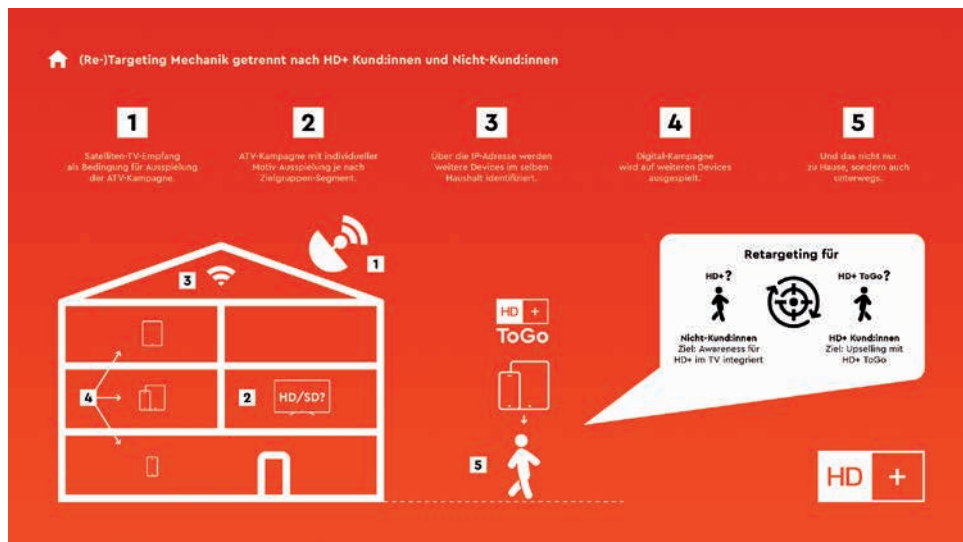 (Re-)Targeting Mechanik getrennt nach HD+ Kund:innen und Nicht-Kund:innen
1
Satelliten-TV-Empfang
als Bedingung für Ausspielung
der ATV-Kampagne.
2
ATV-Kampagne mit individueller
Motiv-Ausspielung je nach
Zielgruppen-Segment.
3
Über die IP-Adresse werden
weitere Devices im selben
Haushalt identifiziert.
4
Digital-Kampagne
wird auf weiteren Devices
ausgespielt.
5
Und das nicht nur
zu Hause, sondern auch
unterwegs.
1
3
4
2
HD/SD?
HD +
ToGo
5
Retargeting für
HD+?
Nicht-Kund:innen
Ziel: Awareness für
HD+ im TV integriert
HD+ ToGo?
HD+ Kund:innen
Ziel: Upselling mit
HD+ ToGo
HD +